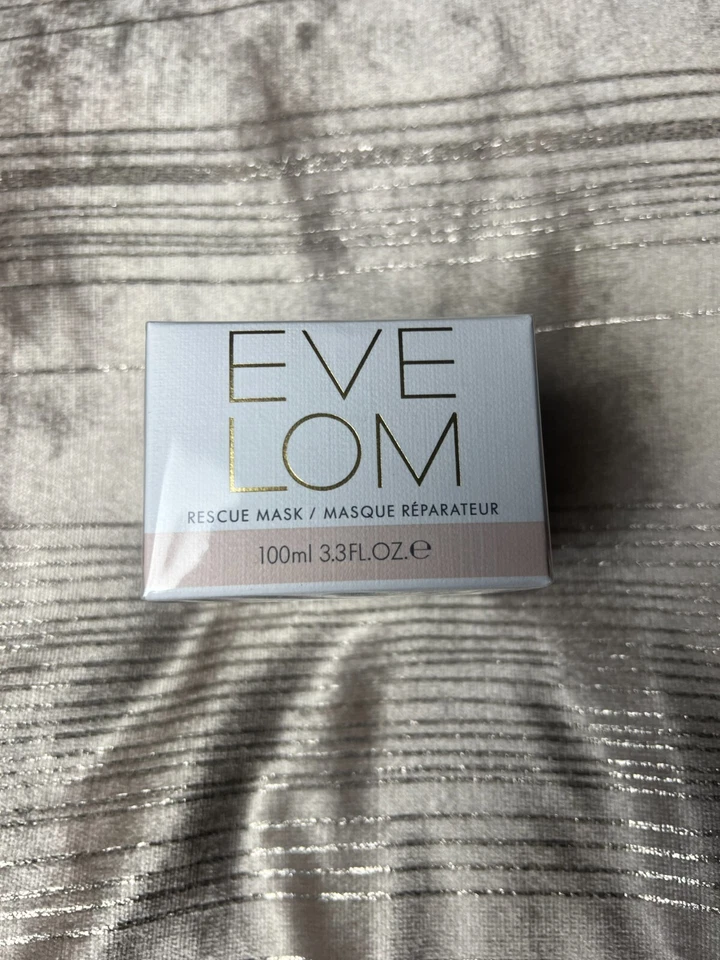 EVE
LOM
RESCUE MASK / MASQUE RÉPARATEUR
100ml 3.3FL.OZ.℮